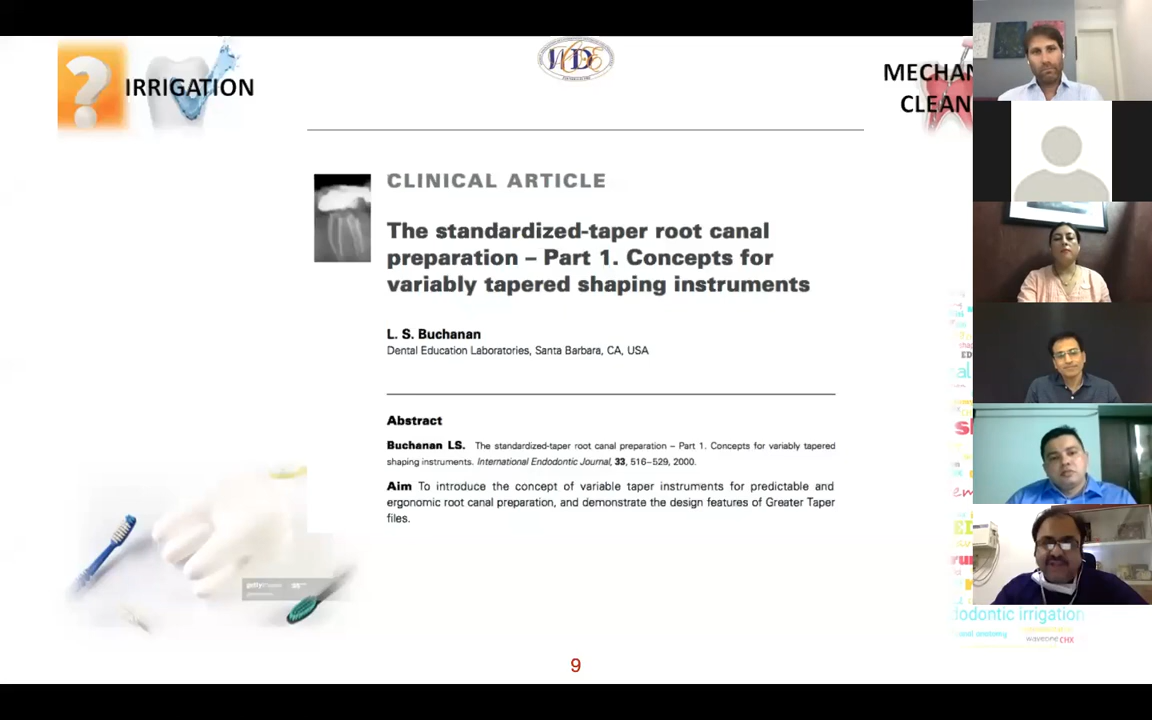 IRRIGATION
MECHAN
CLEAN
CLINICAL ARTICLE
The standardized-taper root canal
preparation – Part 1. Concepts for
variably tapered shaping instruments
L. S. Buchanan
Dental Education Laboratories, Santa Barbara, CA, USA
Abstract
Buchanan LS. The standardized-taper root canal preparation – Part 1. Concepts for variably tapered
shaping instruments. International Endodontic Journal, 33, 516–529, 2000.
Aim To introduce the concept of variable taper instruments for predictable and
ergonomic root canal preparation, and demonstrate the design features of Greater Taper
files.
dodontic irrigation
waveone CHX
9